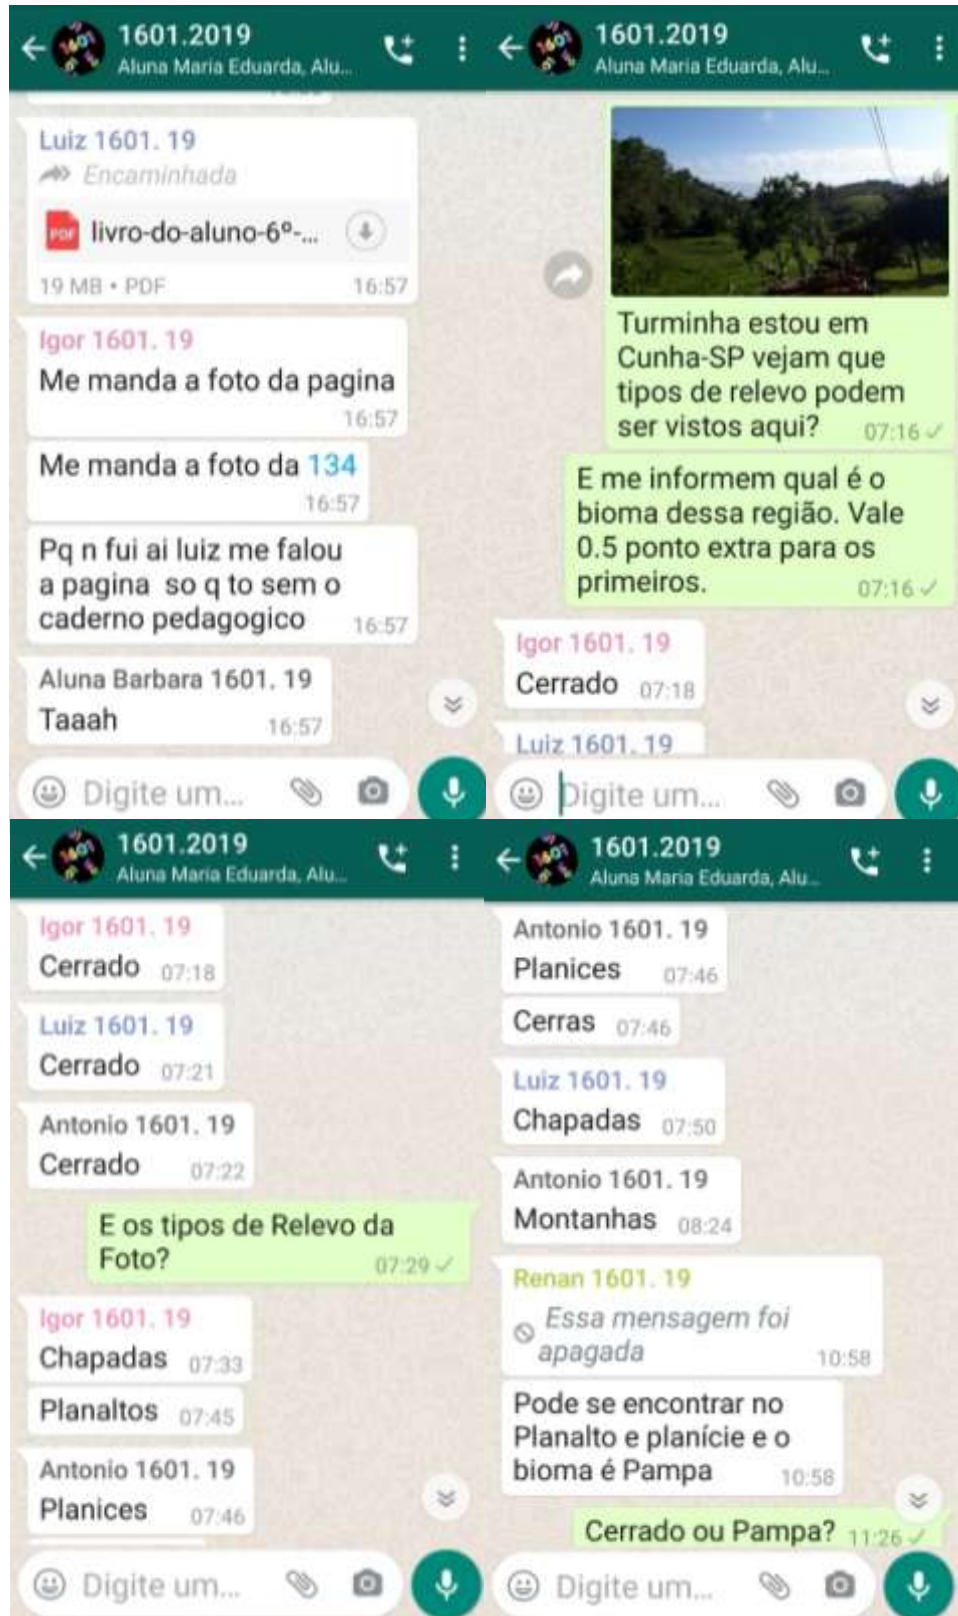 1601.2019
Aluna Maria Eduarda, Alu...
Luiz 1601. 19
Encaminhada
PDF
livro-do-aluno-6º-...
19 MB • PDF
16:57
Igor 1601. 19
Me manda a foto da pagina
16:57
Me manda a foto da 134
16:57
Pq n fui ai luiz me falou
a pagina so q to sem o
caderno pedagogico
16:57
Aluna Barbara 1601. 19
Taaah
16:57
Digite um...
1601.2019
Aluna Maria Eduarda, Alu...
Turminha estou em
Cunha-SP vejam que
tipos de relevo podem
ser vistos aqui?
07:16
E me informem qual é o
bioma dessa região. Vale
0.5 ponto extra para os
primeiros.
07:16
Igor 1601. 19
Cerrado
07:18
Luiz 1601. 19
Digite um...
1601.2019
Aluna Maria Eduarda, Alu...
Igor 1601. 19
Cerrado
07:18
Luiz 1601. 19
Cerrado
07:21
Antonio 1601. 19
Cerrado
07:22
E os tipos de Relevo da
Foto?
07:29
Igor 1601. 19
Chapadas
07:33
Planaltos
07:45
Antonio 1601. 19
Planices
07:46
Digite um...
1601.2019
Aluna Maria Eduarda, Alu...
Antonio 1601. 19
Planices
07:46
Cerras
07:46
Luiz 1601. 19
Chapadas
07:50
Antonio 1601. 19
Montanhas
08:24
Renan 1601. 19
Essa mensagem foi
apagada
10:58
Pode se encontrar no
Planalto e planície e o
bioma é Pampa
10:58
Cerrado ou Pampa?
11:26
Digite um...